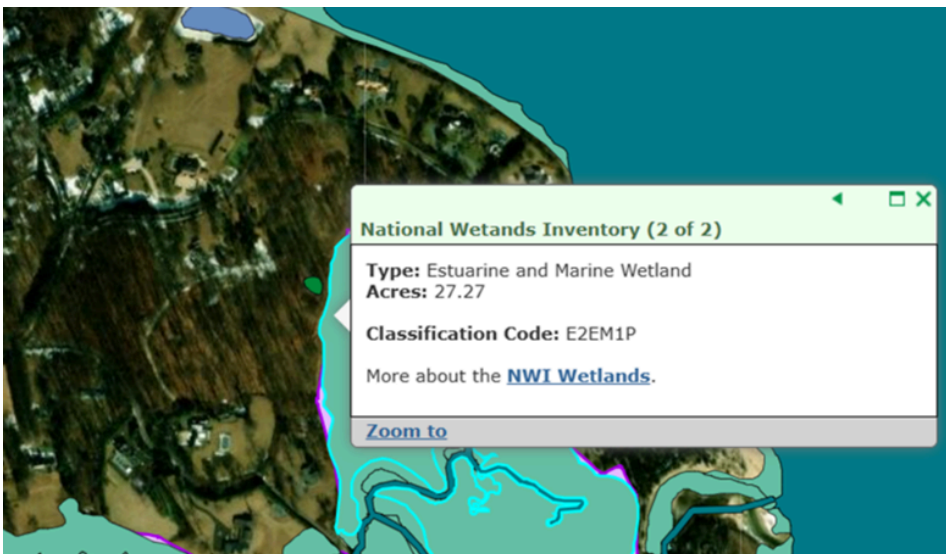 National Wetands Inventory (2 of 2)
Type: Estuarine and Marine Wetland
Acres: 27.27
Classification Code: E2EM1P
More about the NWI Wetlands.
Zoom to